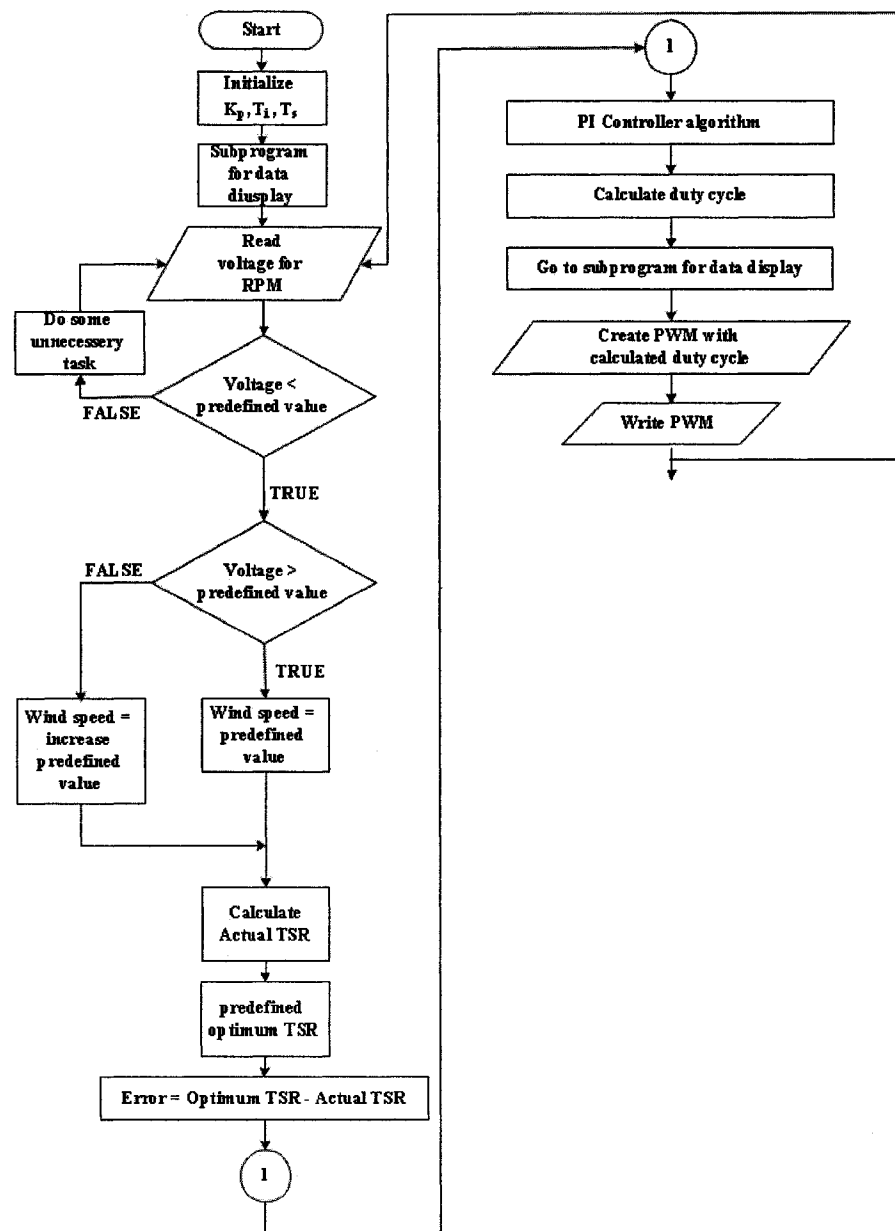 Start
Initialize
Kp, Ti, Ts
Subprogram
for data
diusplay
Read
voltage for
RPM
Do some
unnecessery
task
Voltage <
predefined value
FALSE
TRUE
Voltage >
predefined value
FALSE
TRUE
Wind speed =
increase
predefined
value
Wind speed =
predefined
value
Calculate
Actual TSR
predefined
optimum TSR
Error = Optimum TSR - Actual TSR
1
1
PI Controller algorithm
Calculate duty cycle
Go to subprogram for data display
Create PWM with
calculated duty cycle
Write PWM